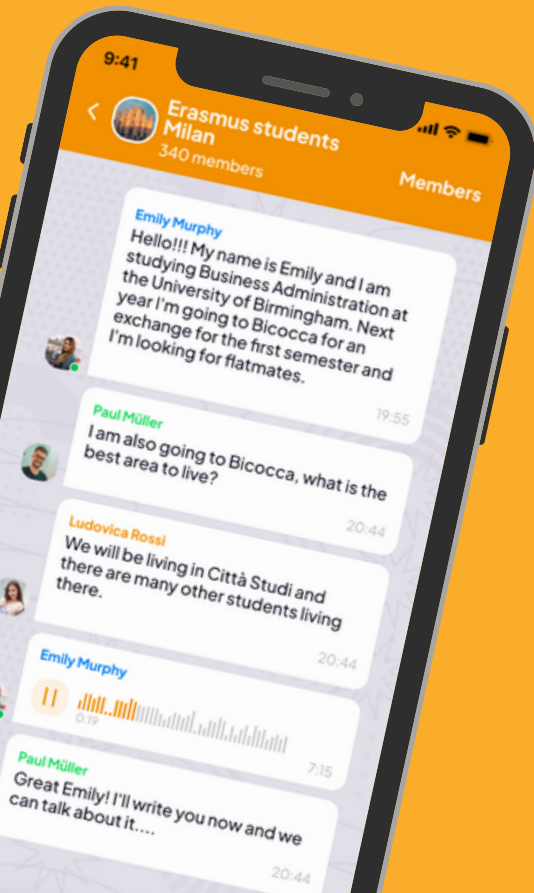 9:41
Erasmus students
Milan
340 members
Members
Emily Murphy
Hello!!! My name is Emily and I am
studying Business Administration at
the University of Birmingham. Next
year I'm going to Bicocca for an
exchange for the first semester and
I'm looking for flatmates.
19:55
Paul Müller
I am also going to Bicocca, what is the
best area to live?
20:44
Ludovica Rossi
We will be living in Città Studi and
there are many other students living
there.
20:44
Emily Murphy
0:19
7:15
Paul Müller
Great Emily! I'll write you now and we
can talk about it....
20:44